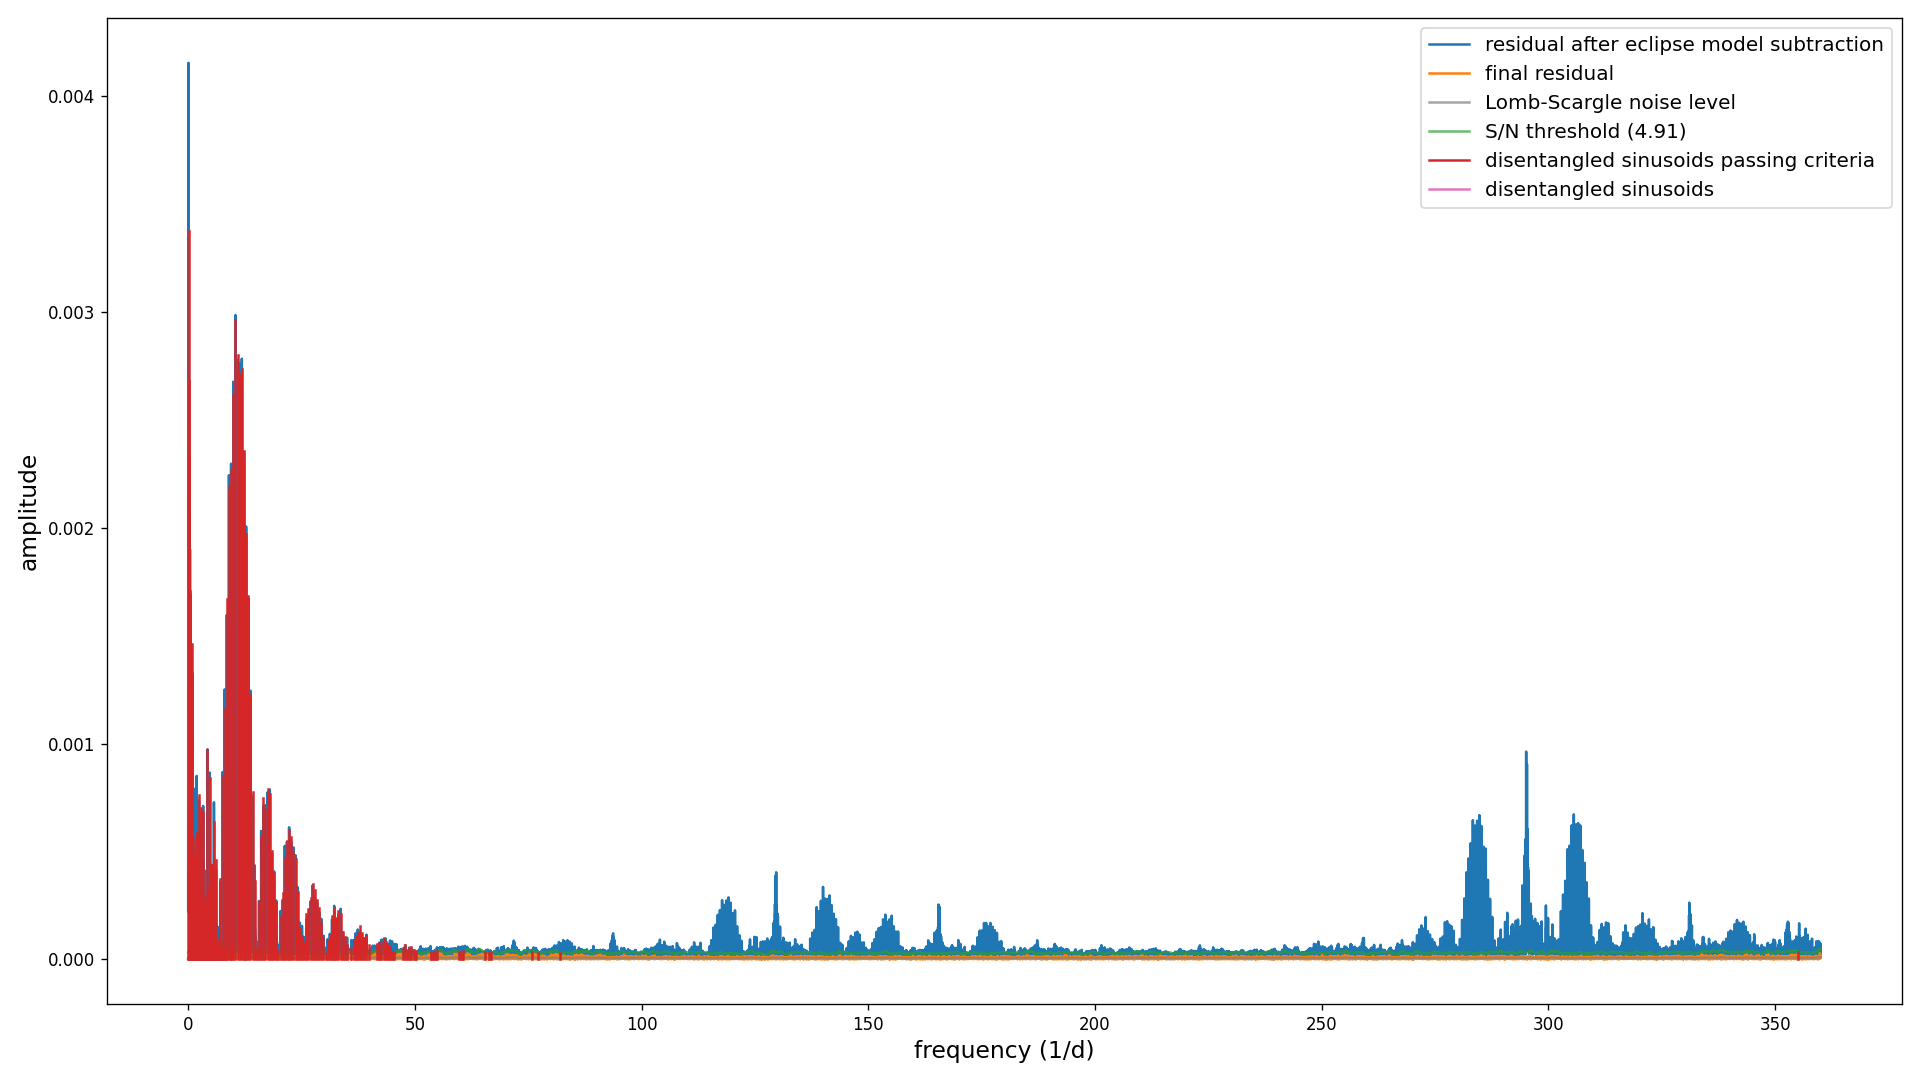 residual after eclipse model subtraction
final residual
Lomb-Scargle noise level
S/N threshold (4.91)
disentangled sinusoids passing criteria
disentangled sinusoids
0.004
0.003
0.002
0.001
0.000
amplitude
0 50 100 150 200 250 300 350
frequency (1/d)